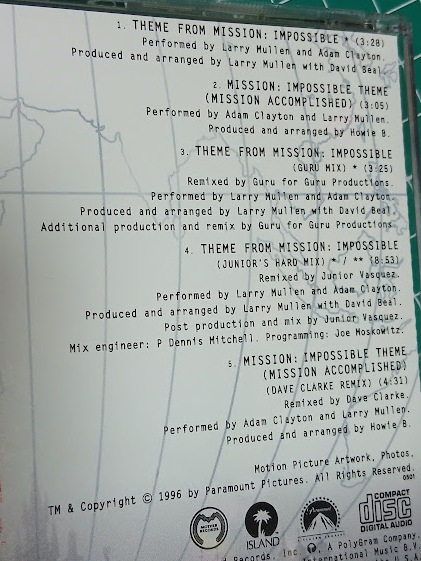 1. THEME FROM MISSION: IMPOSSIBLE * (3:28)
Performed by Larry Mullen and Adam Clayton.
Produced and arranged by Larry Mullen with David Beal.
2. MISSION: IMPOSSIBLE THEME
(MISSION ACCOMPLISHED) (3:05)
Performed by Adam Clayton and Larry Mullen.
Produced and arranged by Howie B.
3. THEME FROM MISSION: IMPOSSIBLE
(GURU MIX) * (3:25)
Remixed by Guru for Guru Productions.
Performed by Larry Mullen and Adam Clayton.
Produced and arranged by Larry Mullen with David Beal.
Additional production and remix by Guru for Guru Productions.
4. THEME FROM MISSION: IMPOSSIBLE
(JUNIOR'S HARD MIX) * / ** (8:53)
Remixed by Junior Vasquez.
Performed by Larry Mullen and Adam Clayton.
Produced and arranged by Larry Mullen with David Beal.
Post production and mix by Junior Vasquez.
Mix engineer: P Dennis Mitchell. Programming: Joe Moskowitz.
5. MISSION: IMPOSSIBLE THEME
(MISSION ACCOMPLISHED)
(DAVE CLARKE REMIX) (4:31)
Remixed by Dave Clarke.
Performed by Adam Clayton and Larry Mullen.
Produced and arranged by Howie B.
Motion Picture Artwork, Photos,
TM & Copyright © 1996 by Paramount Pictures. All Rights Reserved.
0501
MOTHER RECORDS
ISLAND
Paramount
COMPACT
disc
DIGITAL AUDIO
Records, Inc. A PolyGram Company.
International Music B.V.
U.S.A.